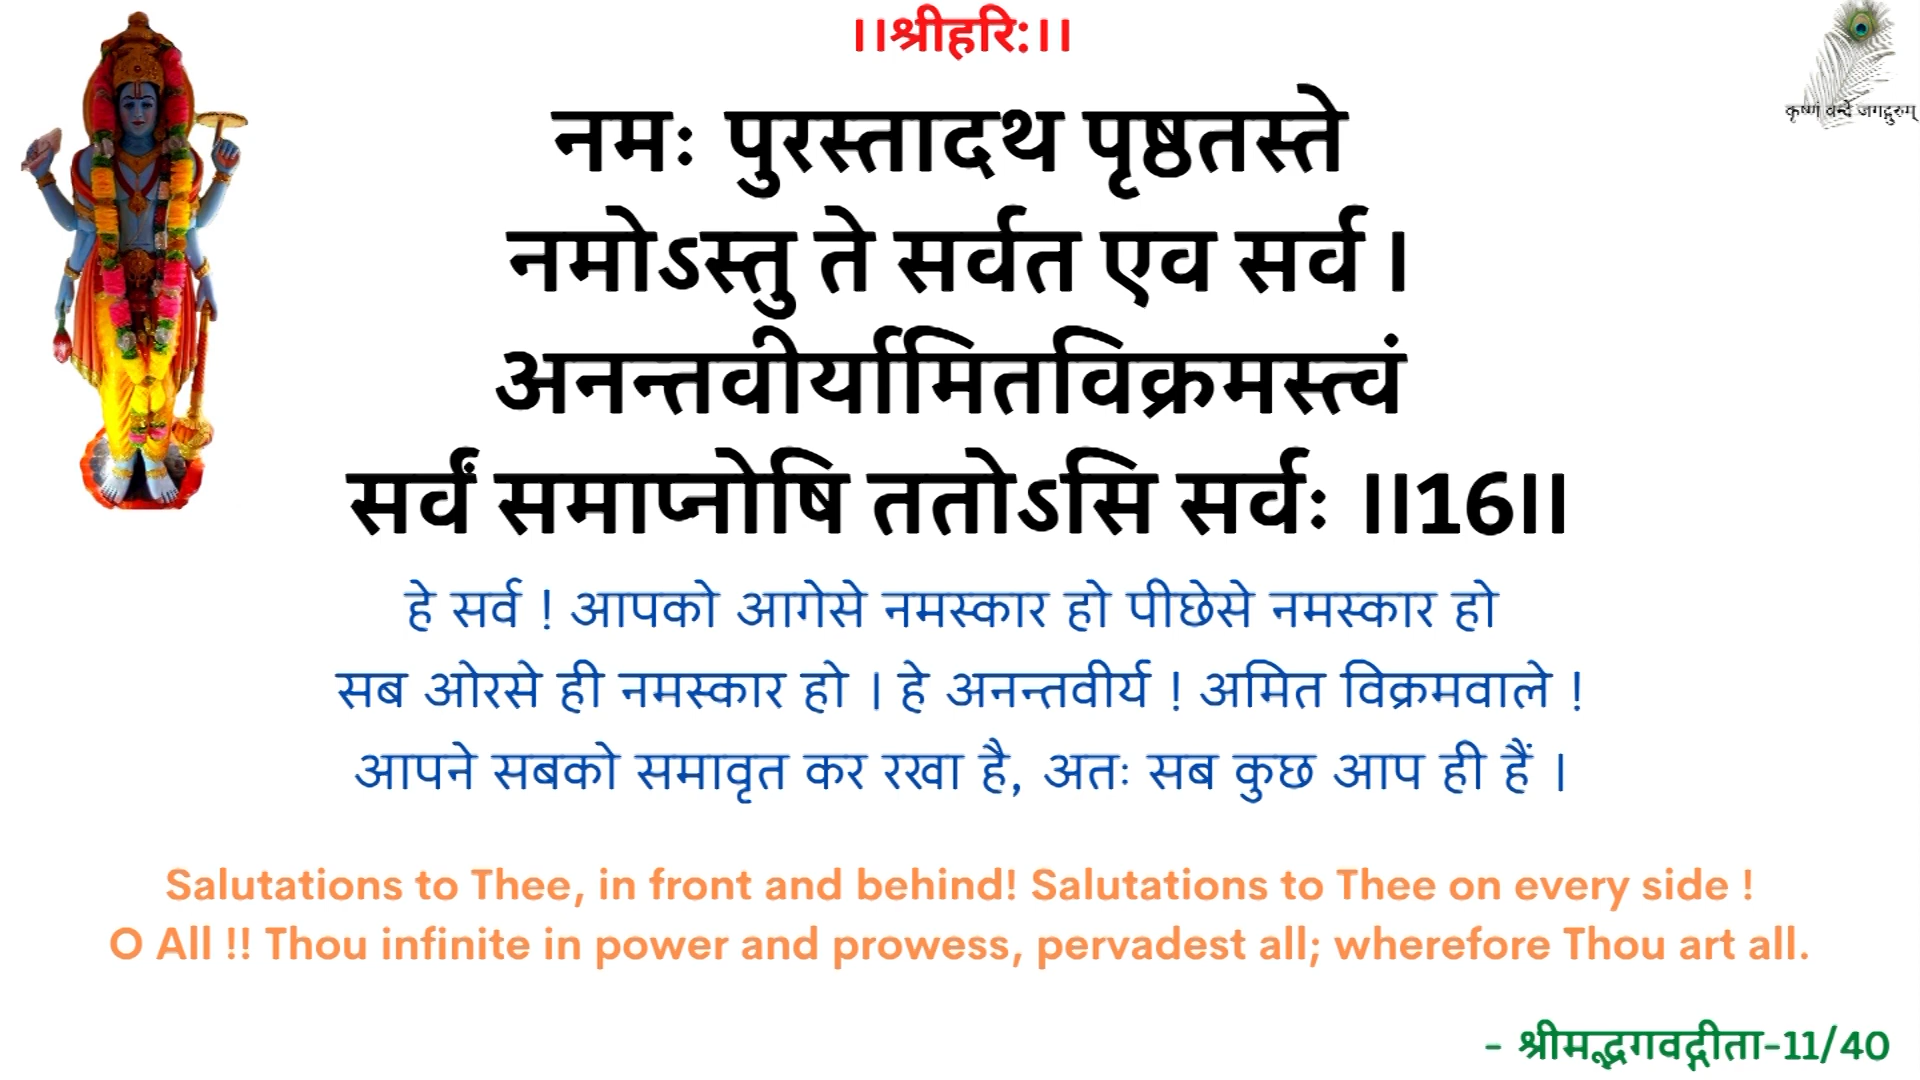 ।।श्रीहरि:।।
कृष्णं वन्दे जगद्गुरुम्
नमः पुरस्तादथ पृष्ठतस्ते
नमोऽस्तु ते सर्वत एव सर्व।
अनन्तवीर्यामितविक्रमस्त्वं
सर्वं समाप्नोषि ततोऽसि सर्वः ।।16।।
हे सर्व ! आपको आगेसे नमस्कार हो पीछेसे नमस्कार हो
सब ओरसे ही नमस्कार हो । हे अनन्तवीर्य ! अमित विक्रमवाले !
आपने सबको समावृत कर रखा है, अतः सब कुछ आप ही हैं ।
Salutations to Thee, in front and behind! Salutations to Thee on every side !
O All !! Thou infinite in power and prowess, pervadest all; wherefore Thou art all.
- श्रीमद्भगवद्गीता-11/40